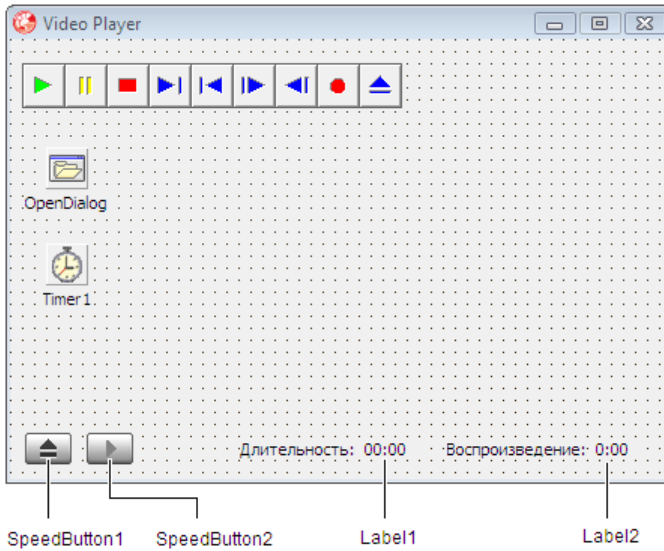 Video Player
OpenDialog
Timer1
Длительность: 00:00 Воспроизведение: 0:00
SpeedButton1 SpeedButton2 Label1 Label2